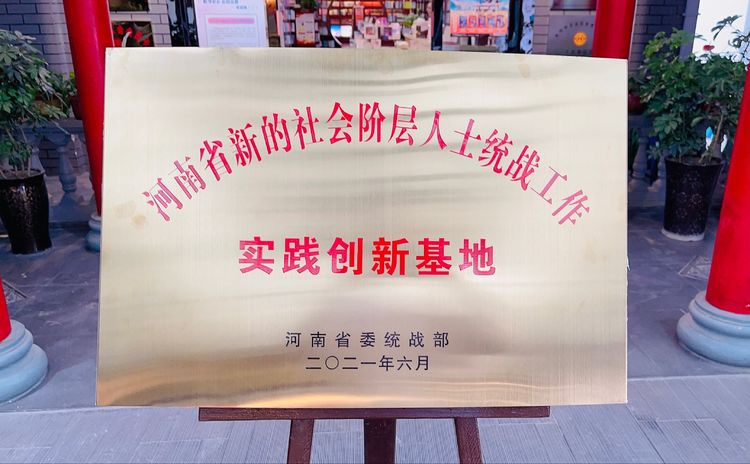 河南省新的社会阶层人士统战工作
实践创新基地
河南省委统战部
二〇二一年六月